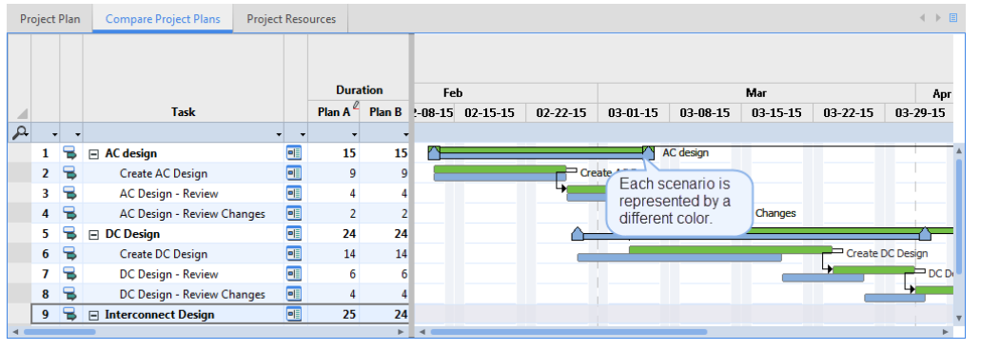 Project Plan Compare Project Plans Project Resources
Duration Feb Mar Apr
Task Plan A Plan B 2-08-15 02-15-15 02-22-15 03-01-15 03-08-15 03-15-15 03-22-15 03-29-15
1 AC design 15 15 AC design
2 Create AC Design 9 9
3 AC Design - Review 4 4
4 AC Design - Review Changes 2 2 Changes
Each scenario is
represented by a
different color.
5 DC Design 24 24
6 Create DC Design 14 14 Create DC Design
7 DC Design - Review 6 6 DC D
8 DC Design - Review Changes 4 4
9 Interconnect Design 25 24